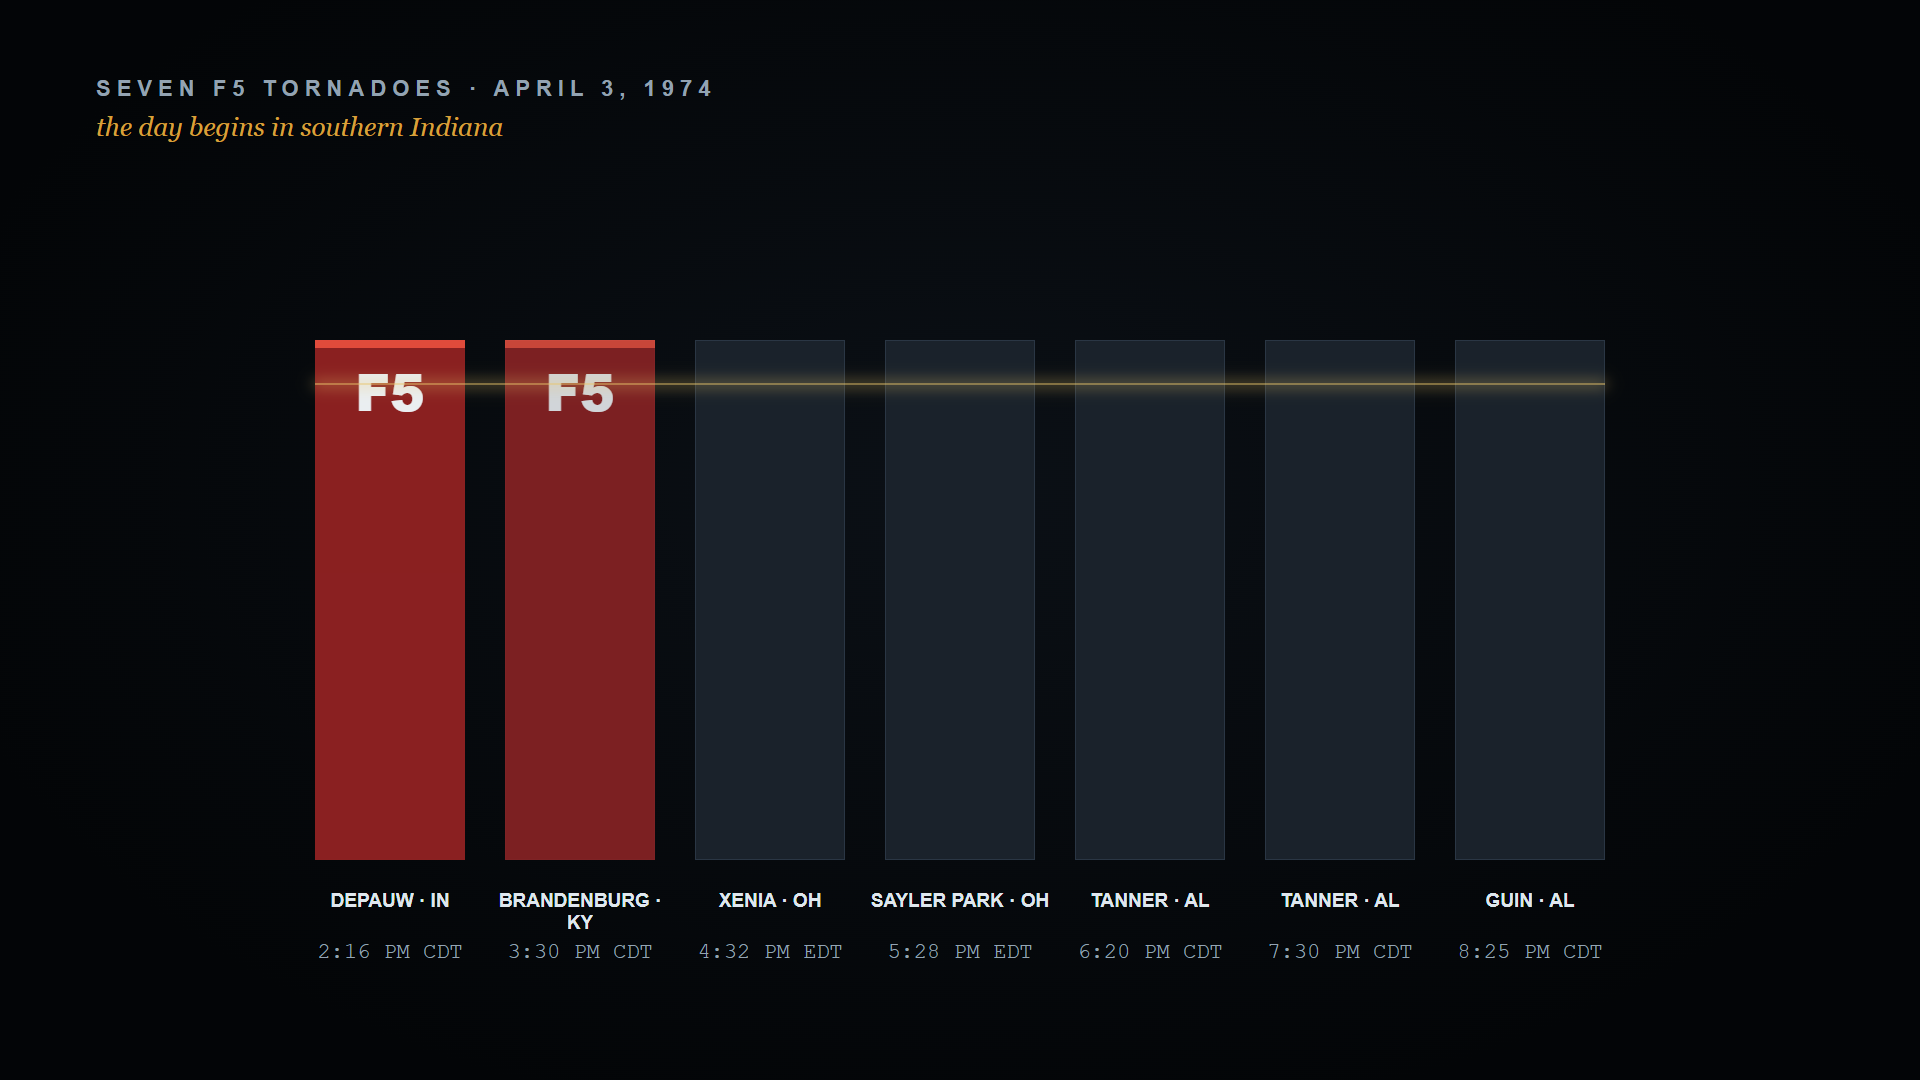 SEVEN F5 TORNADOES · APRIL 3, 1974
the day begins in southern Indiana
F5
F5
DEPAUW · IN
2:16 PM CDT
BRANDENBURG ·
KY
3:30 PM CDT
XENIA · OH
4:32 PM EDT
SAYLER PARK · OH
5:28 PM EDT
TANNER · AL
6:20 PM CDT
TANNER · AL
7:30 PM CDT
GUIN · AL
8:25 PM CDT